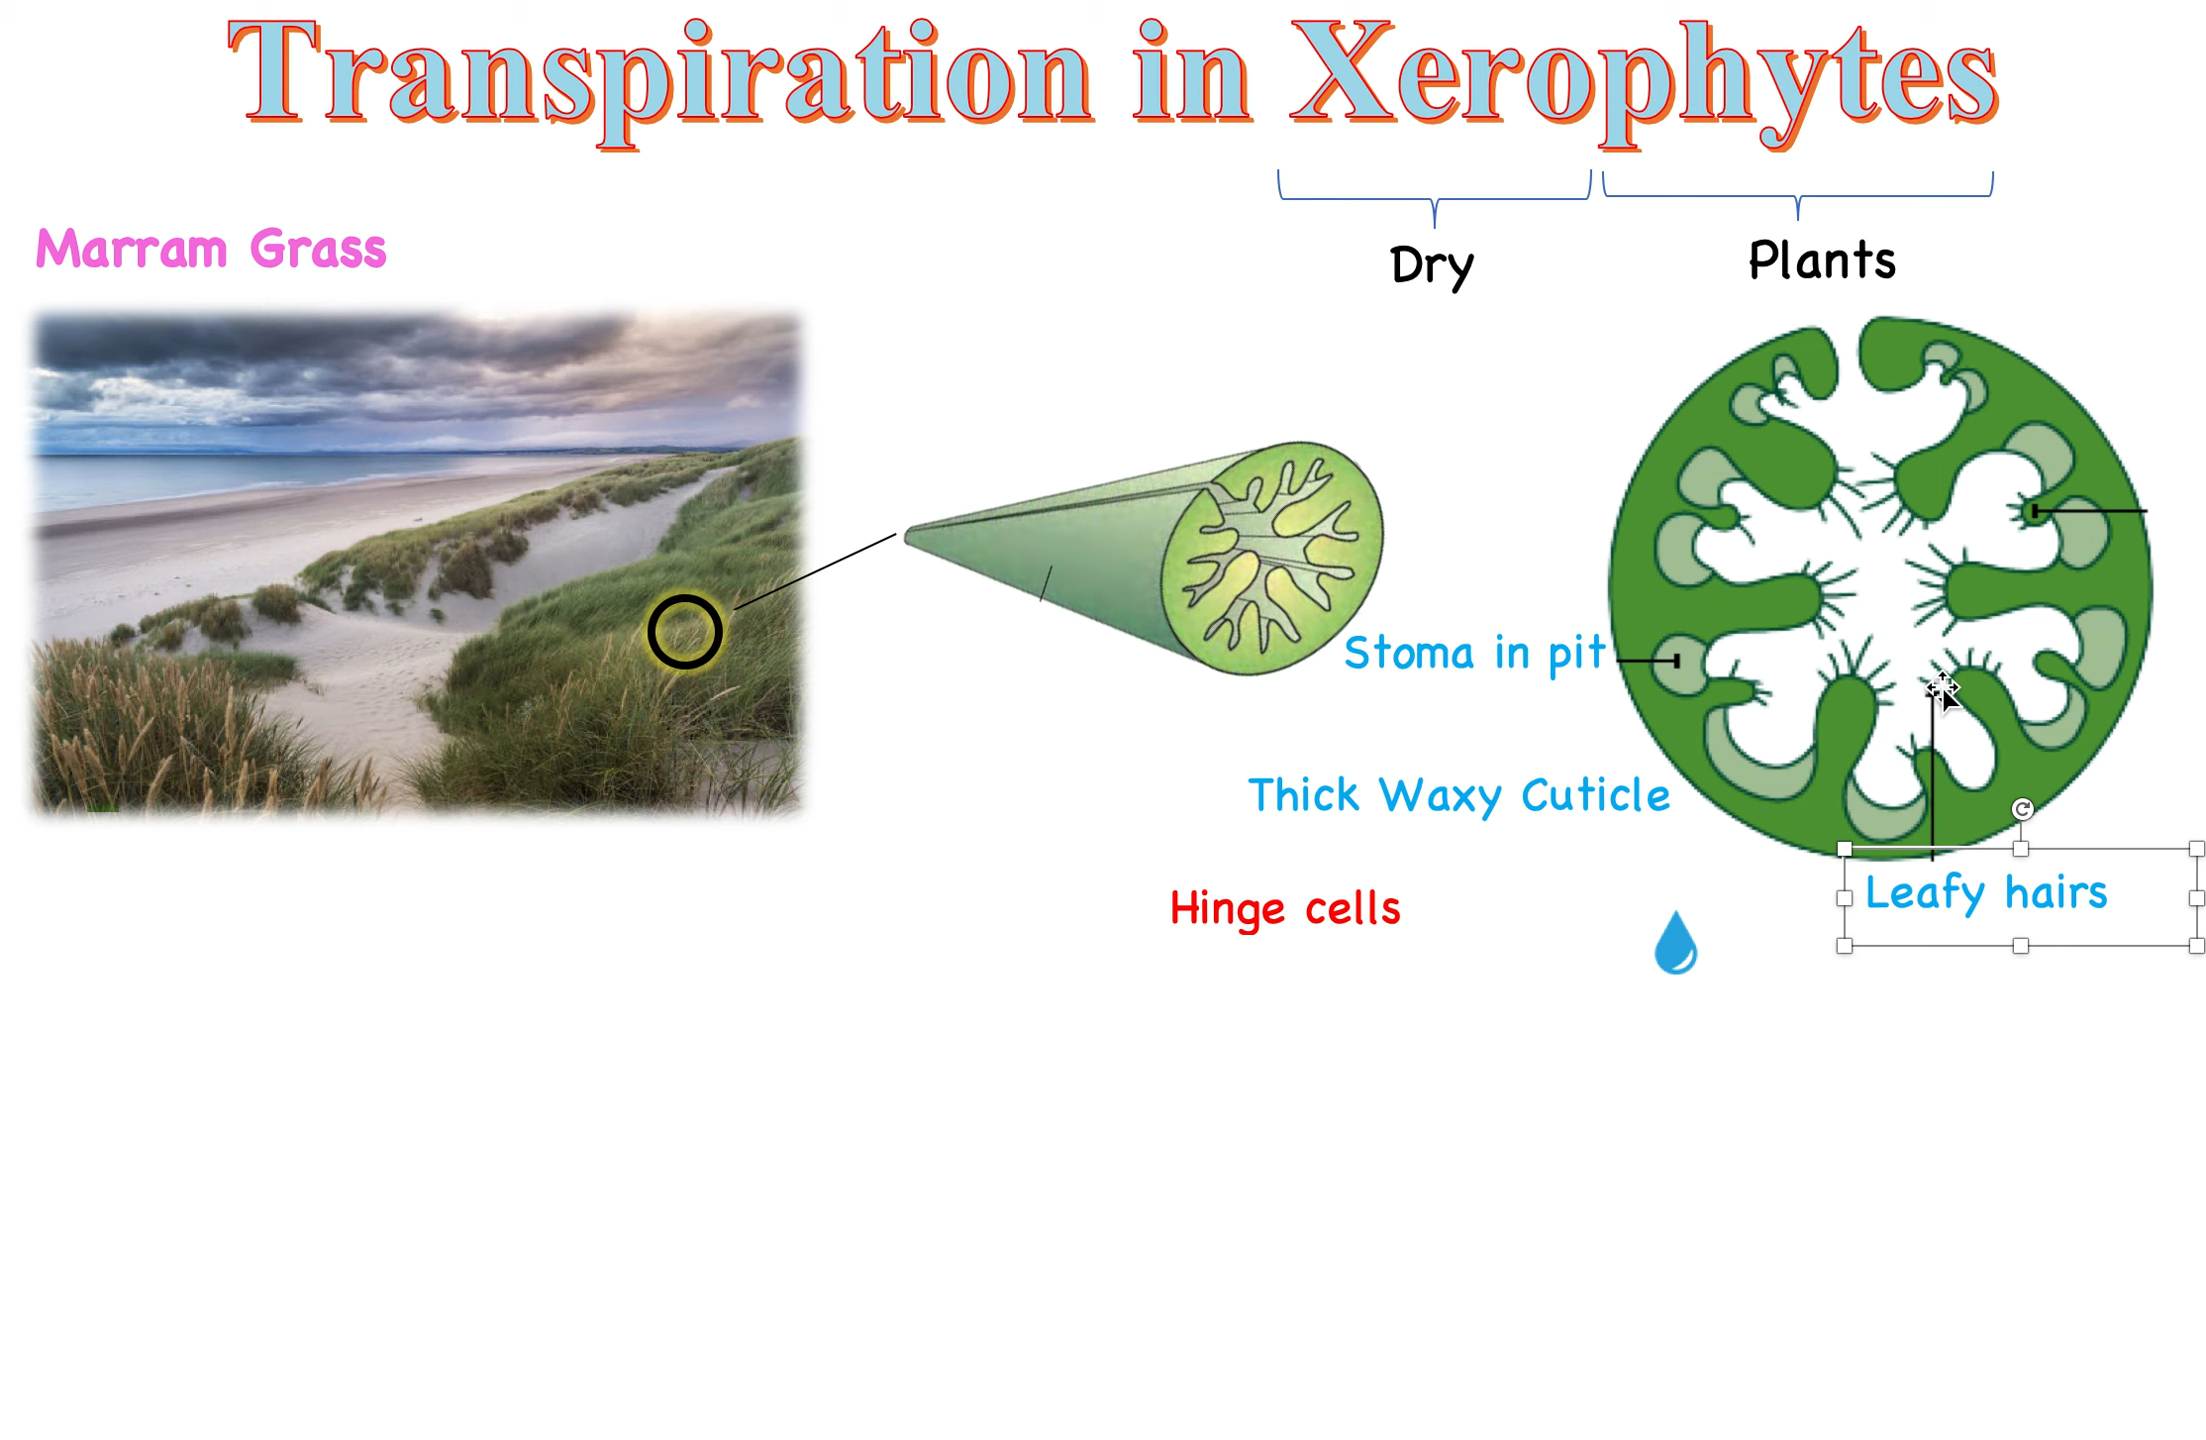 Transpiration in Xerophytes
Marram Grass
Dry
Plants
Stoma in pit
Thick Waxy Cuticle
Hinge cells
Leafy hairs